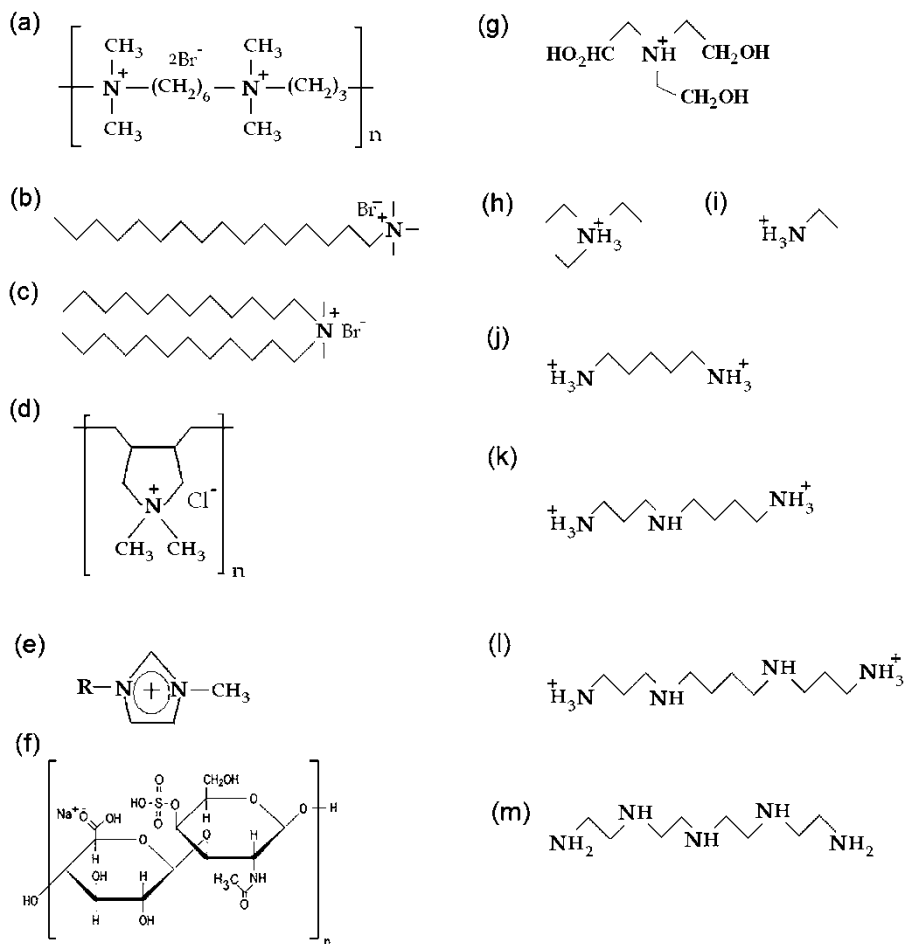 (a)
CH₃ ₂Br⁻ CH₃
N⁺ (CH₂)₆ N⁺ (CH₂)₃
CH₃ CH₃
n
(b)
Br⁻
N⁺
(c)
N⁺ Br⁻
(d)
N⁺ Cl⁻
CH₃ CH₃
n
(e)
R N + N CH₃
(f)
CH₂OH
O
HO S O O O H
O
Na⁺ ⁻O OH
H H H
O O
OH H H
HO NH
H₃C
O
H OH
n
(g)
HO₂HC NH⁺ CH₂OH
CH₂OH
(h)
NH₃⁺
(i)
H₃N⁺
(j)
H₃N⁺ NH₃⁺
(k)
NH₃⁺
H₃N⁺ NH
(l)
NH NH₃⁺
H₃N⁺ NH
(m)
NH NH
NH₂ NH NH₂